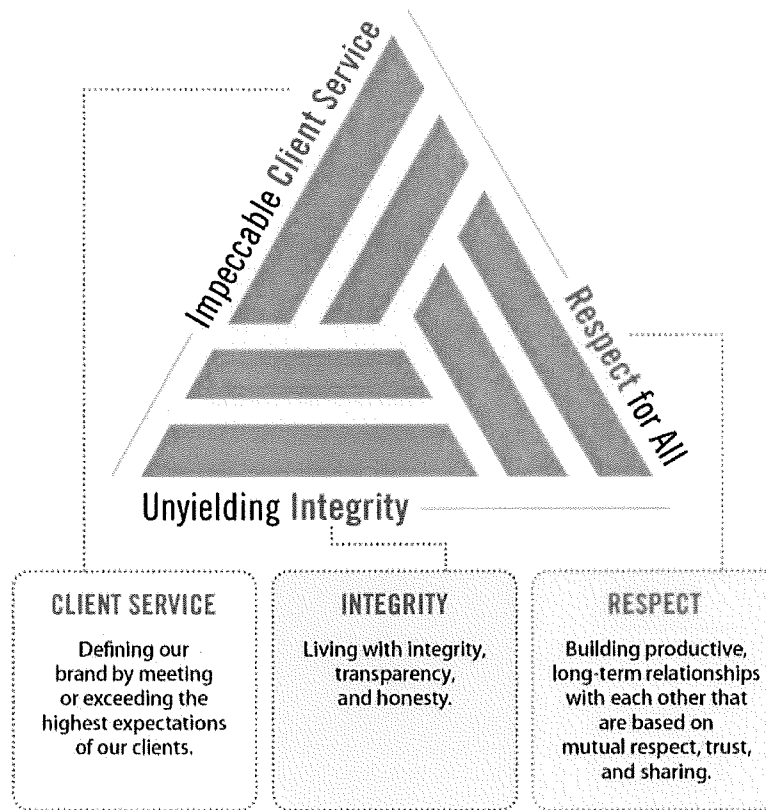 Impeccable Client Service
Respect for All
Unyielding Integrity
CLIENT SERVICE
Defining our
brand by meeting
or exceeding the
highest expectations
of our clients.
INTEGRITY
Living with integrity,
transparency,
and honesty.
RESPECT
Building productive,
long-term relationships
with each other that
are based on
mutual respect, trust,
and sharing.